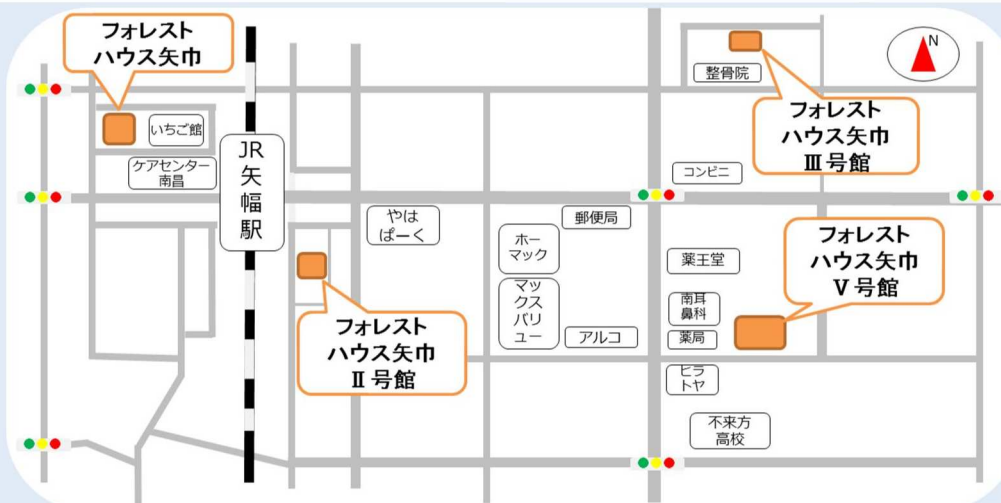 フォレスト
ハウス矢巾
いちご館
ケアセンター
南昌
JR
矢
幅
駅
やは
ぱーく
フォレスト
ハウス矢巾
Ⅱ号館
ホー
マック
マッ
クス
バリ
ュー
郵便局
アルコ
整骨院
N
フォレスト
ハウス矢巾
Ⅲ号館
コンビニ
薬王堂
フォレスト
ハウス矢巾
Ⅴ号館
南耳
鼻科
薬局
ヒラ
トヤ
不来方
高校